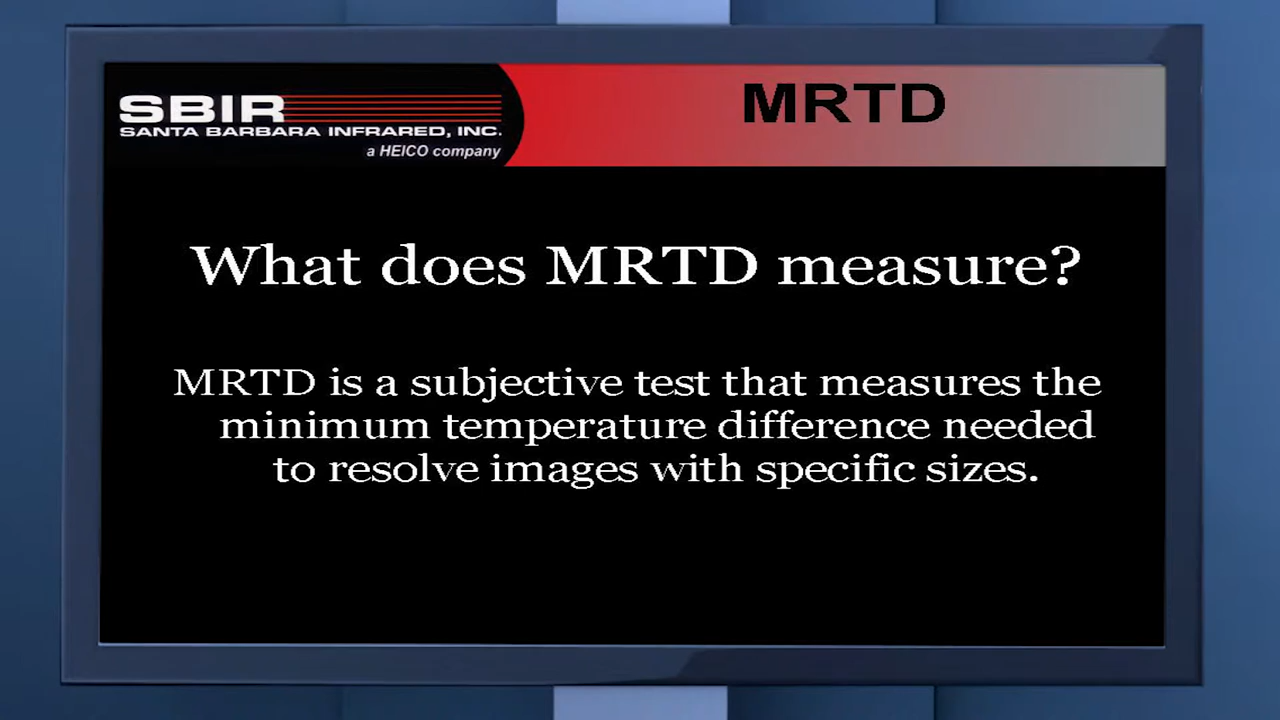 SBIR
SANTA BARBARA INFRARED, INC.
a HEICO company
MRTD
What does MRTD measure?
MRTD is a subjective test that measures the
minimum temperature difference needed
to resolve images with specific sizes.